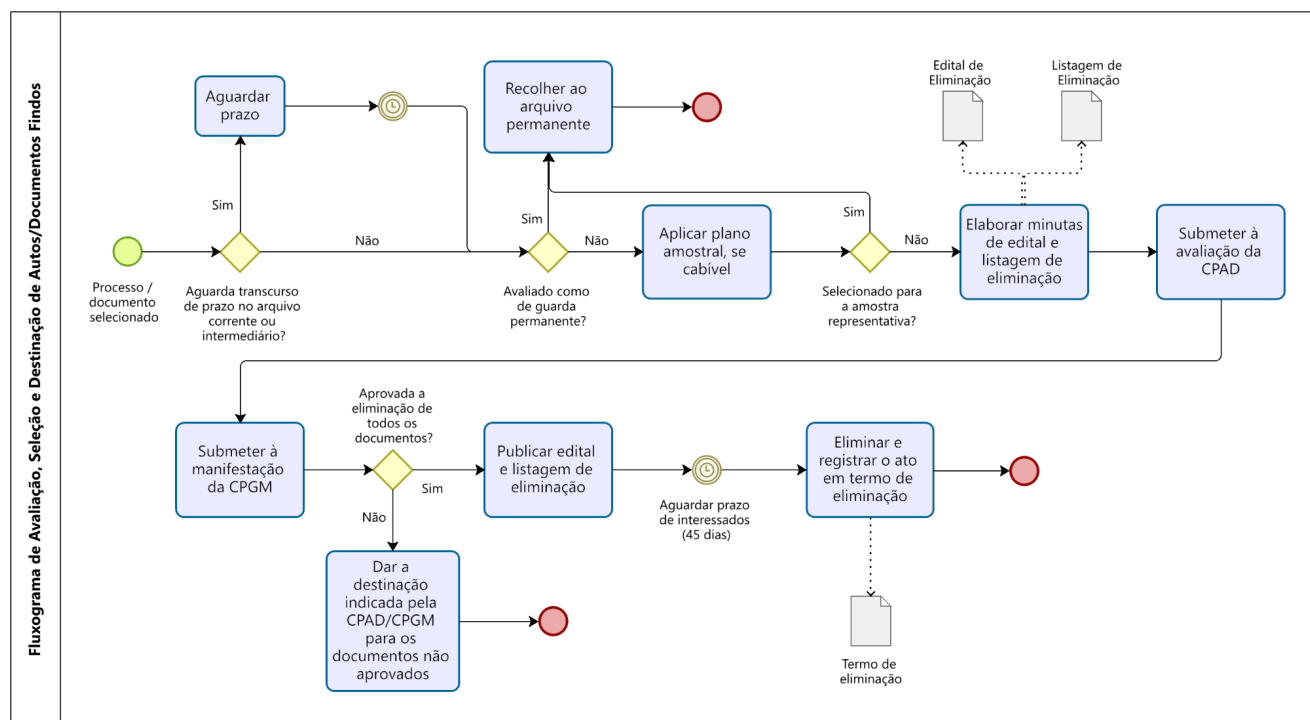 Fluxograma de Avaliação, Seleção e Destinação de Autos/Documentos Findos
Processo /
documento
selecionado
Aguarda transcurso
de prazo no arquivo
corrente ou
intermediário?
Sim
Não
Aguardar
prazo
Avaliado como
de guarda
permanente?
Sim
Não
Recolher ao
arquivo
permanente
Aplicar plano
amostral, se
cabível
Selecionado para
a amostra
representativa?
Sim
Não
Elaborar minutas
de edital e
listagem de
eliminação
Edital de
Eliminação
Listagem de
Eliminação
Submeter à
avaliação da
CPAD
Submeter à
manifestação
da CPGM
Aprovada a
eliminação de
todos os
documentos?
Sim
Não
Publicar edital
e listagem de
eliminação
Aguardar prazo
de interessados
(45 dias)
Eliminar e
registrar o ato
em termo de
eliminação
Termo de
eliminação
Dar a
destinação
indicada pela
CPAD/CPGM
para os
documentos não
aprovados